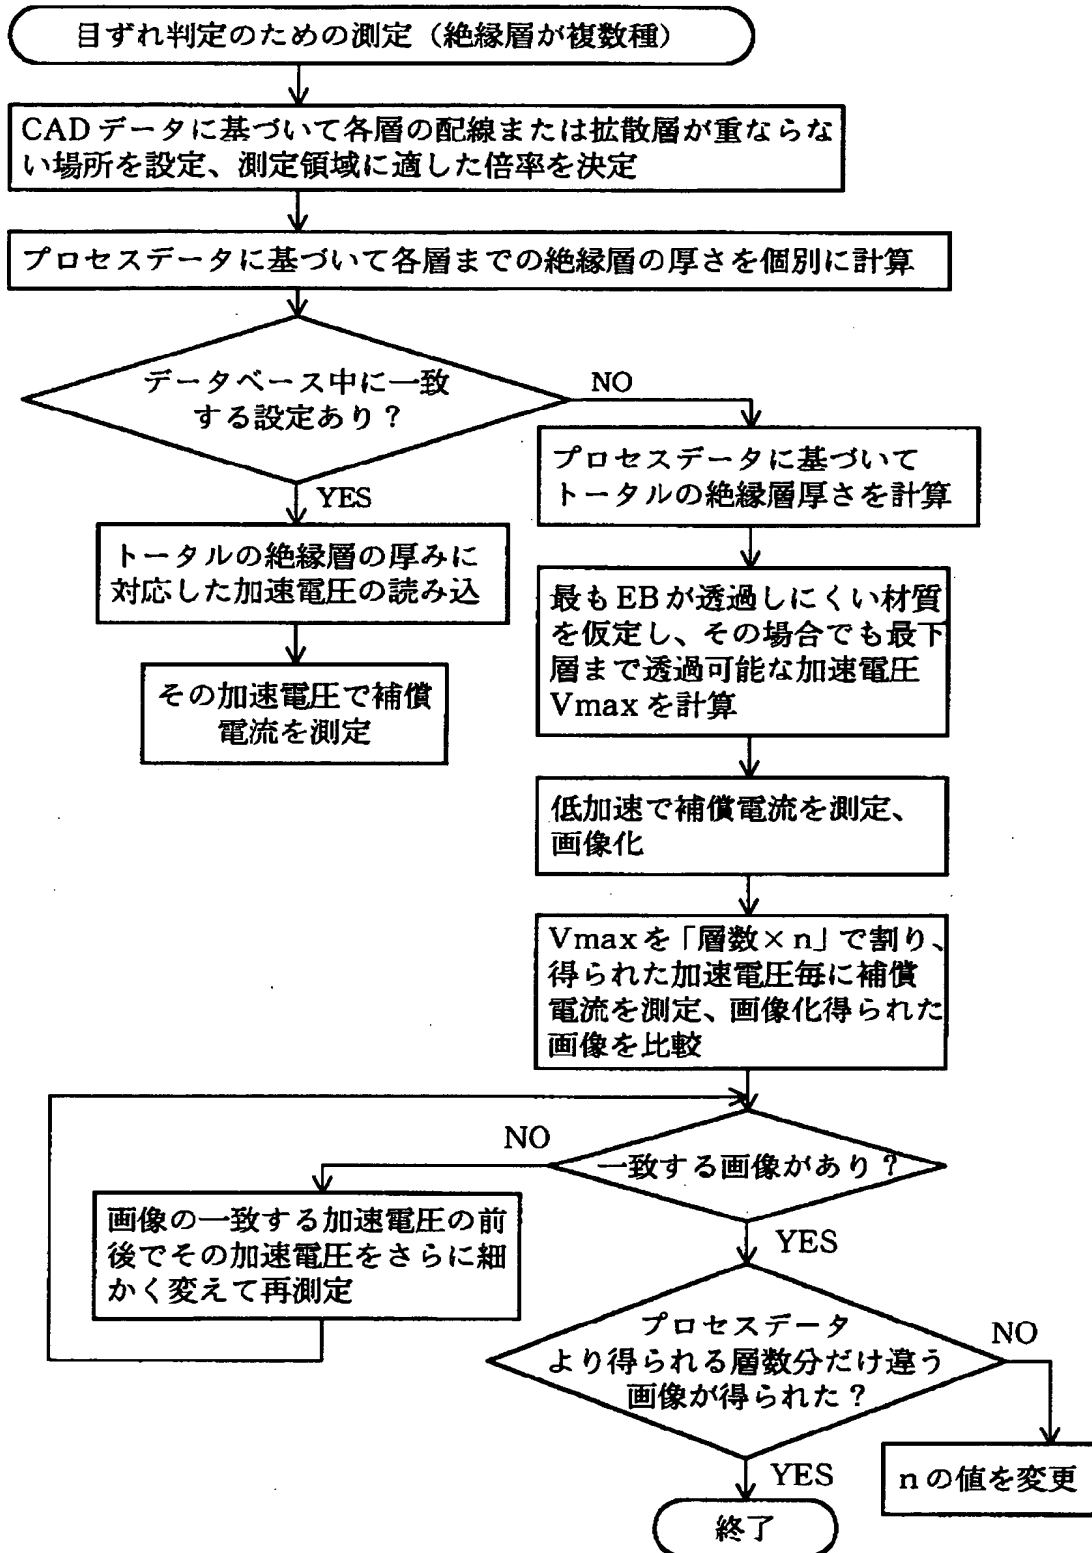 目ずれ判定のための測定（絶縁層が複数種）
CADデータに基づいて各層の配線または拡散層が重ならな
い場所を設定、測定領域に適した倍率を決定
プロセスデータに基づいて各層までの絶縁層の厚さを個別に計算
データベース中に一致
する設定あり？
NO
YES
プロセスデータに基づいて
トータルの絶縁層厚さを計算
トータルの絶縁層の厚みに
対応した加速電圧の読み込
最もEBが透過しにくい材質
を仮定し、その場合でも最下
層まで透過可能な加速電圧
Vmaxを計算
その加速電圧で補償
電流を測定
低加速で補償電流を測定、
画像化
Vmaxを「層数×n」で割り、
得られた加速電圧毎に補償
電流を測定、画像化得られた
画像を比較
NO
一致する画像があり？
画像の一致する加速電圧の前
後でその加速電圧をさらに細
かく変えて再測定
YES
プロセスデータ
より得られる層数分だけ違う
画像が得られた？
NO
nの値を変更
YES
終了